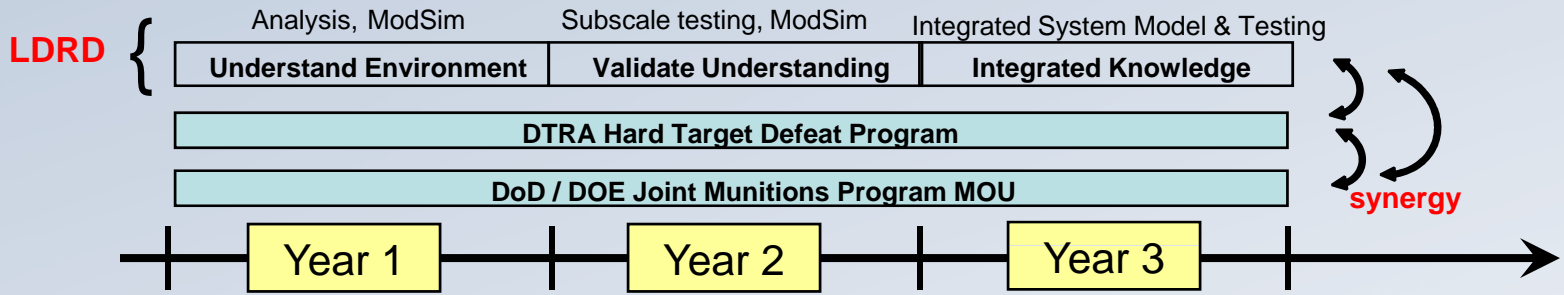 Analysis, ModSim
Subscale testing, ModSim
Integrated System Model & Testing
LDRD
Understand Environment
Validate Understanding
Integrated Knowledge
DTRA Hard Target Defeat Program
DoD / DOE Joint Munitions Program MOU
synergy
Year 1
Year 2
Year 3